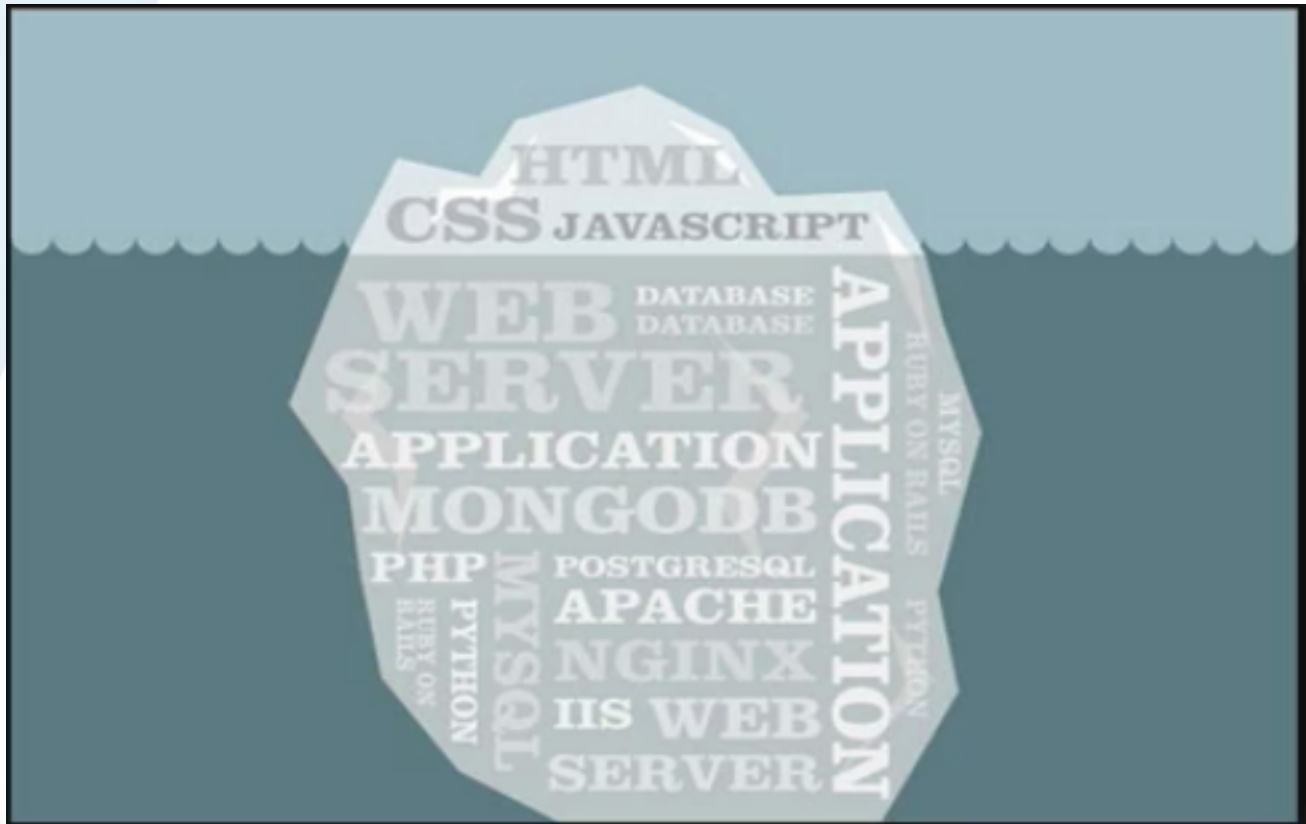 HTML
CSS JAVASCRIPT
WEB
DATABASE
DATABASE
SERVER
APPLICATION
MONGODB
APPLICATION
RUBY ON RAILS
MYSQL
PHP
MYSQL
POSTGRESQL
APACHE
RUBY ON
RAILS
PYTHON
NGINX
IIS WEB
SERVER
PYTHON